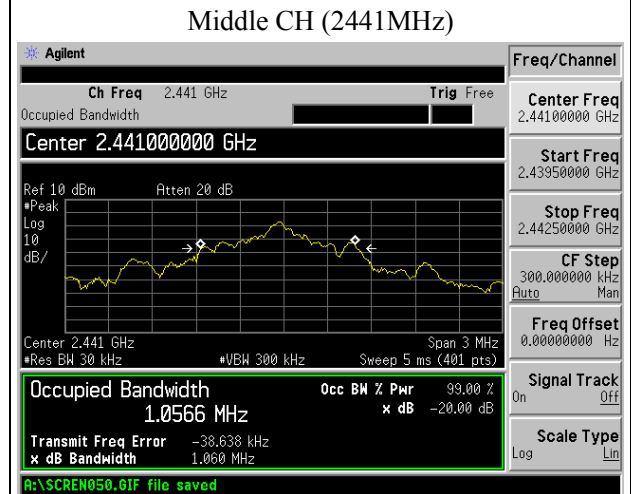 Middle CH (2441MHz)
Agilent
Freq/Channel
Ch Freq 2.441 GHz Trig Free
Occupied Bandwidth
Center 2.441000000 GHz
Center Freq
2.44100000 GHz
Start Freq
2.43950000 GHz
Stop Freq
2.44250000 GHz
CF Step
300.000000 kHz
Auto Man
Freq Offset
0.00000000 Hz
Signal Track
On Off
Scale Type
Log Lin
Ref 10 dBm Atten 20 dB
#Peak
Log
10
dB/
Center 2.441 GHz Span 3 MHz
#Res BW 30 kHz #VBW 300 kHz Sweep 5 ms (401 pts)
Occupied Bandwidth Occ BW % Pwr 99.00 %
1.0566 MHz x dB -20.00 dB
Transmit Freq Error -38.638 kHz
x dB Bandwidth 1.060 MHz
A:\SCREN050.GIF file saved